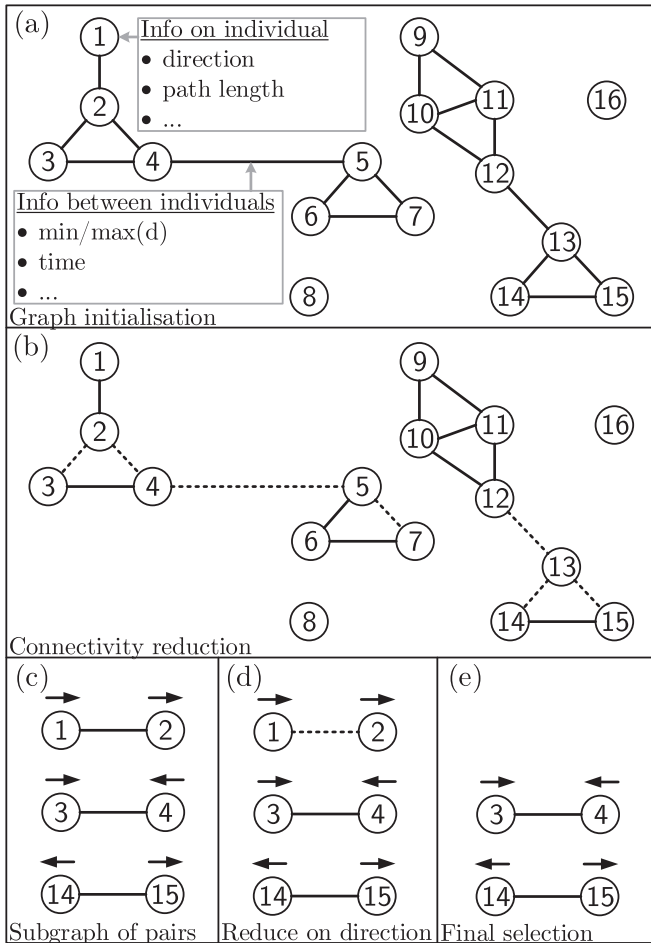 (a)
1
Info on individual
• direction
• path length
• ...
2
3
4
5
6
7
8
Info between individuals
• min/max(d)
• time
• ...
9
10
11
12
13
14
15
16
Graph initialisation
(b)
1
2
3
4
5
6
7
8
9
10
11
12
13
14
15
16
Connectivity reduction
(c)
1 2
3 4
14 15
Subgraph of pairs
(d)
1 2
3 4
14 15
Reduce on direction
(e)
3 4
14 15
Final selection